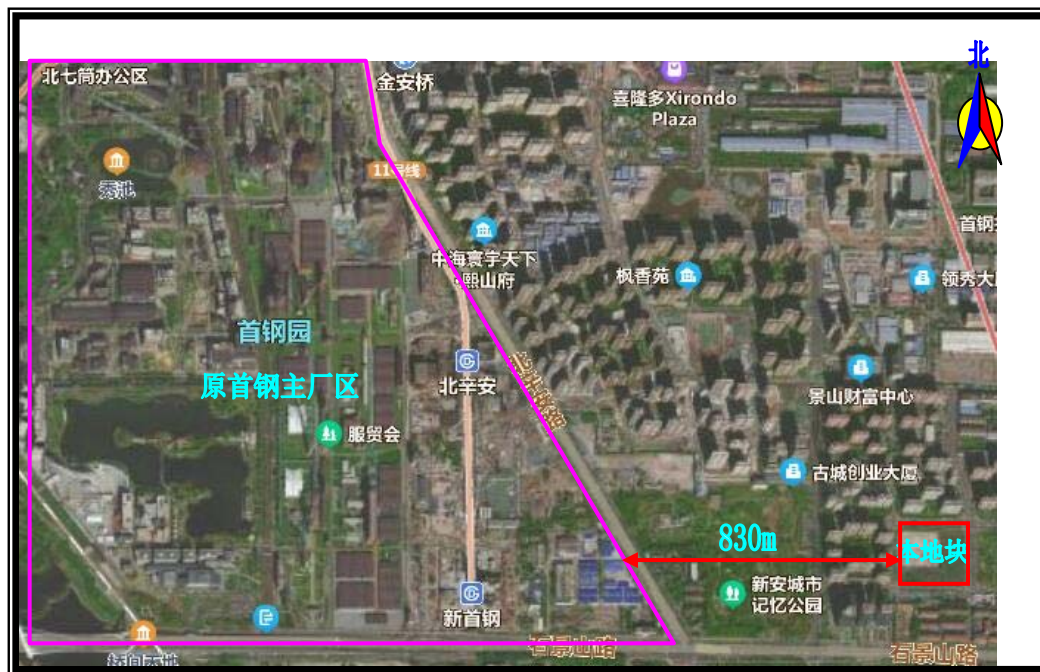 北
北七筒办公区
金安桥
喜隆多Xirondo
Plaza
11号线
秀池
首钢
中海寰宇天下
熙山府
枫香苑
领秀大
首钢园
原首钢主厂区
北辛安
景山财富中心
服贸会
古城创业大厦
830m
本地块
新安城市
记忆公园
新首钢
石景山路
石景山路